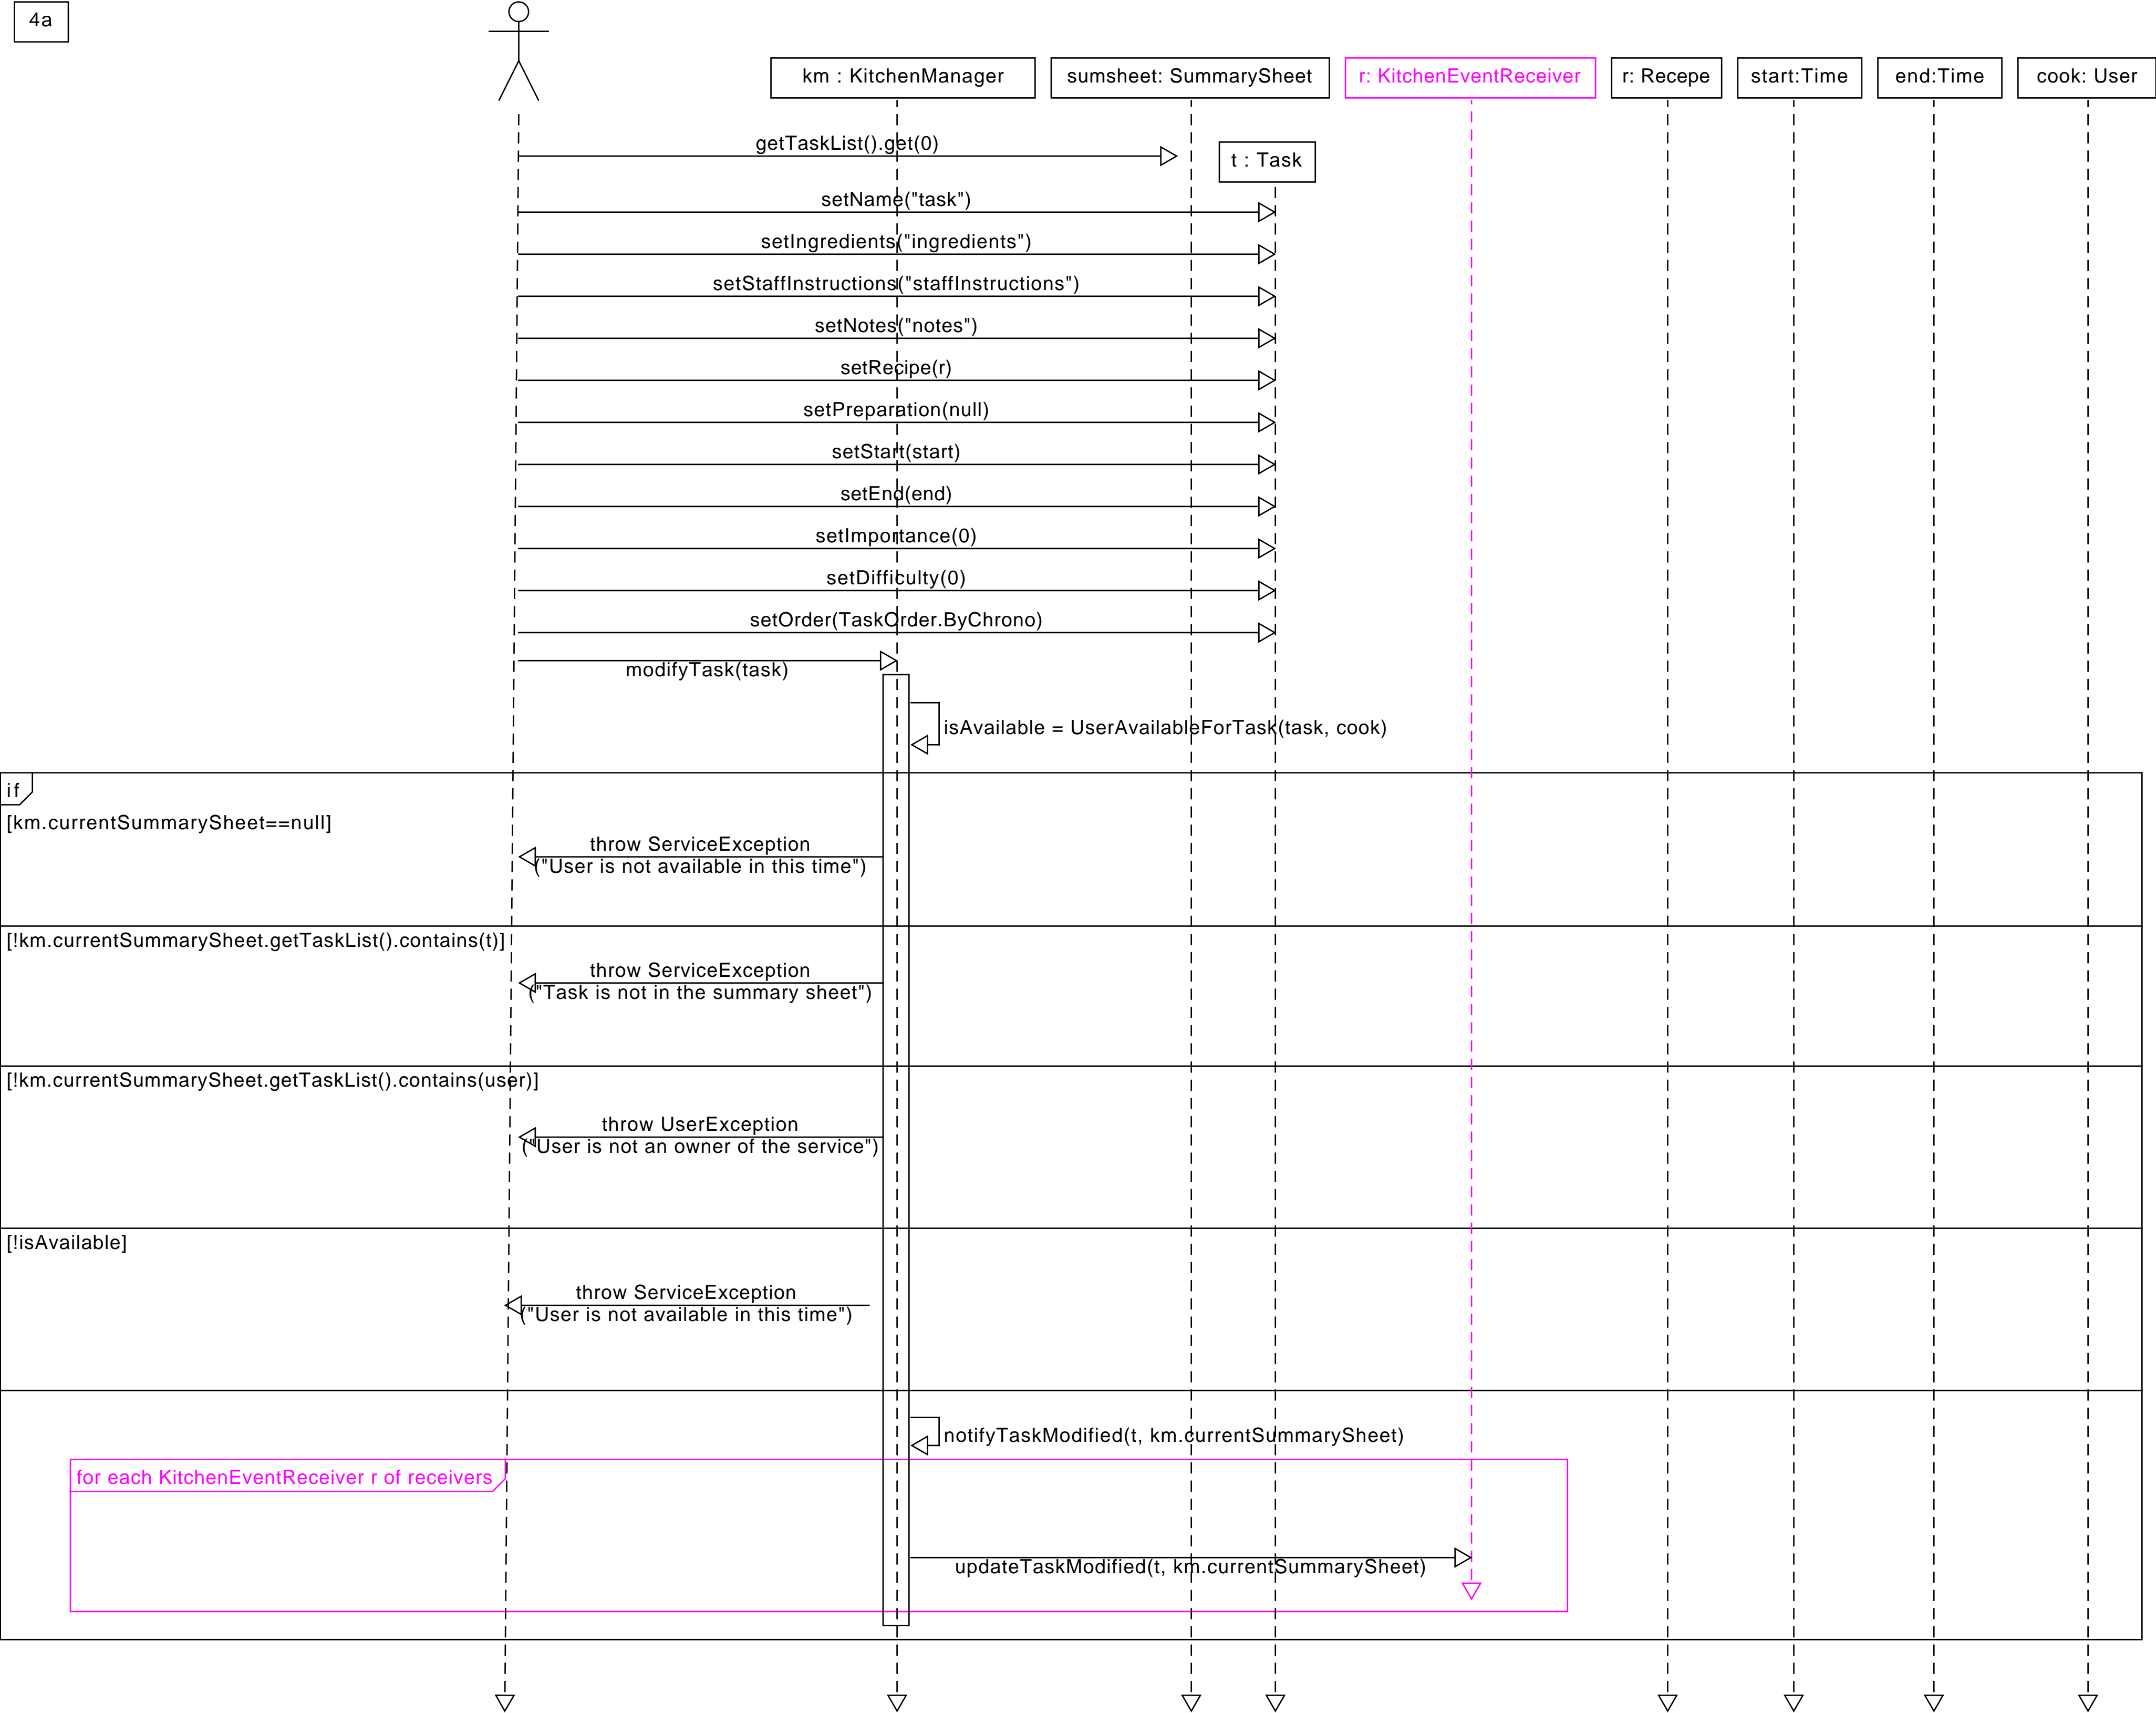 4a
km : KitchenManager
sumsheet: SummarySheet
r: KitchenEventReceiver
r: Recepe
start:Time
end:Time
cook: User
getTaskList().get(0)
t : Task
setName("task")
setIngredients("ingredients")
setStaffInstructions("staffInstructions")
setNotes("notes")
setRecipe(r)
setPreparation(null)
setStart(start)
setEnd(end)
setImportance(0)
setDifficulty(0)
setOrder(TaskOrder.ByChrono)
modifyTask(task)
isAvailable = UserAvailableForTask(task, cook)
if
[km.currentSummarySheet==null]
throw ServiceException
("User is not available in this time")
[!km.currentSummarySheet.getTaskList().contains(t)]
throw ServiceException
("Task is not in the summary sheet")
[!km.currentSummarySheet.getTaskList().contains(user)]
throw UserException
("User is not an owner of the service")
[!isAvailable]
throw ServiceException
("User is not available in this time")
notifyTaskModified(t, km.currentSummarySheet)
for each KitchenEventReceiver r of receivers
updateTaskModified(t, km.currentSummarySheet)